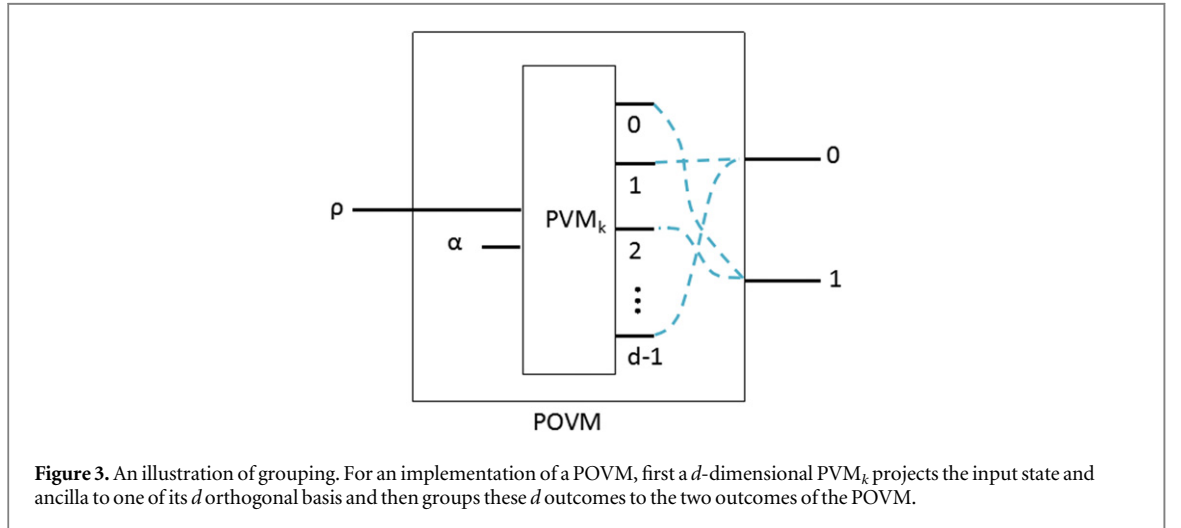 0
0
1
ρ
PVMk
α
2
1
⋮
d-1
POVM
Figure 3. An illustration of grouping. For an implementation of a POVM, first a d-dimensional PVMk projects the input state and
ancilla to one of its d orthogonal basis and then groups these d outcomes to the two outcomes of the POVM.